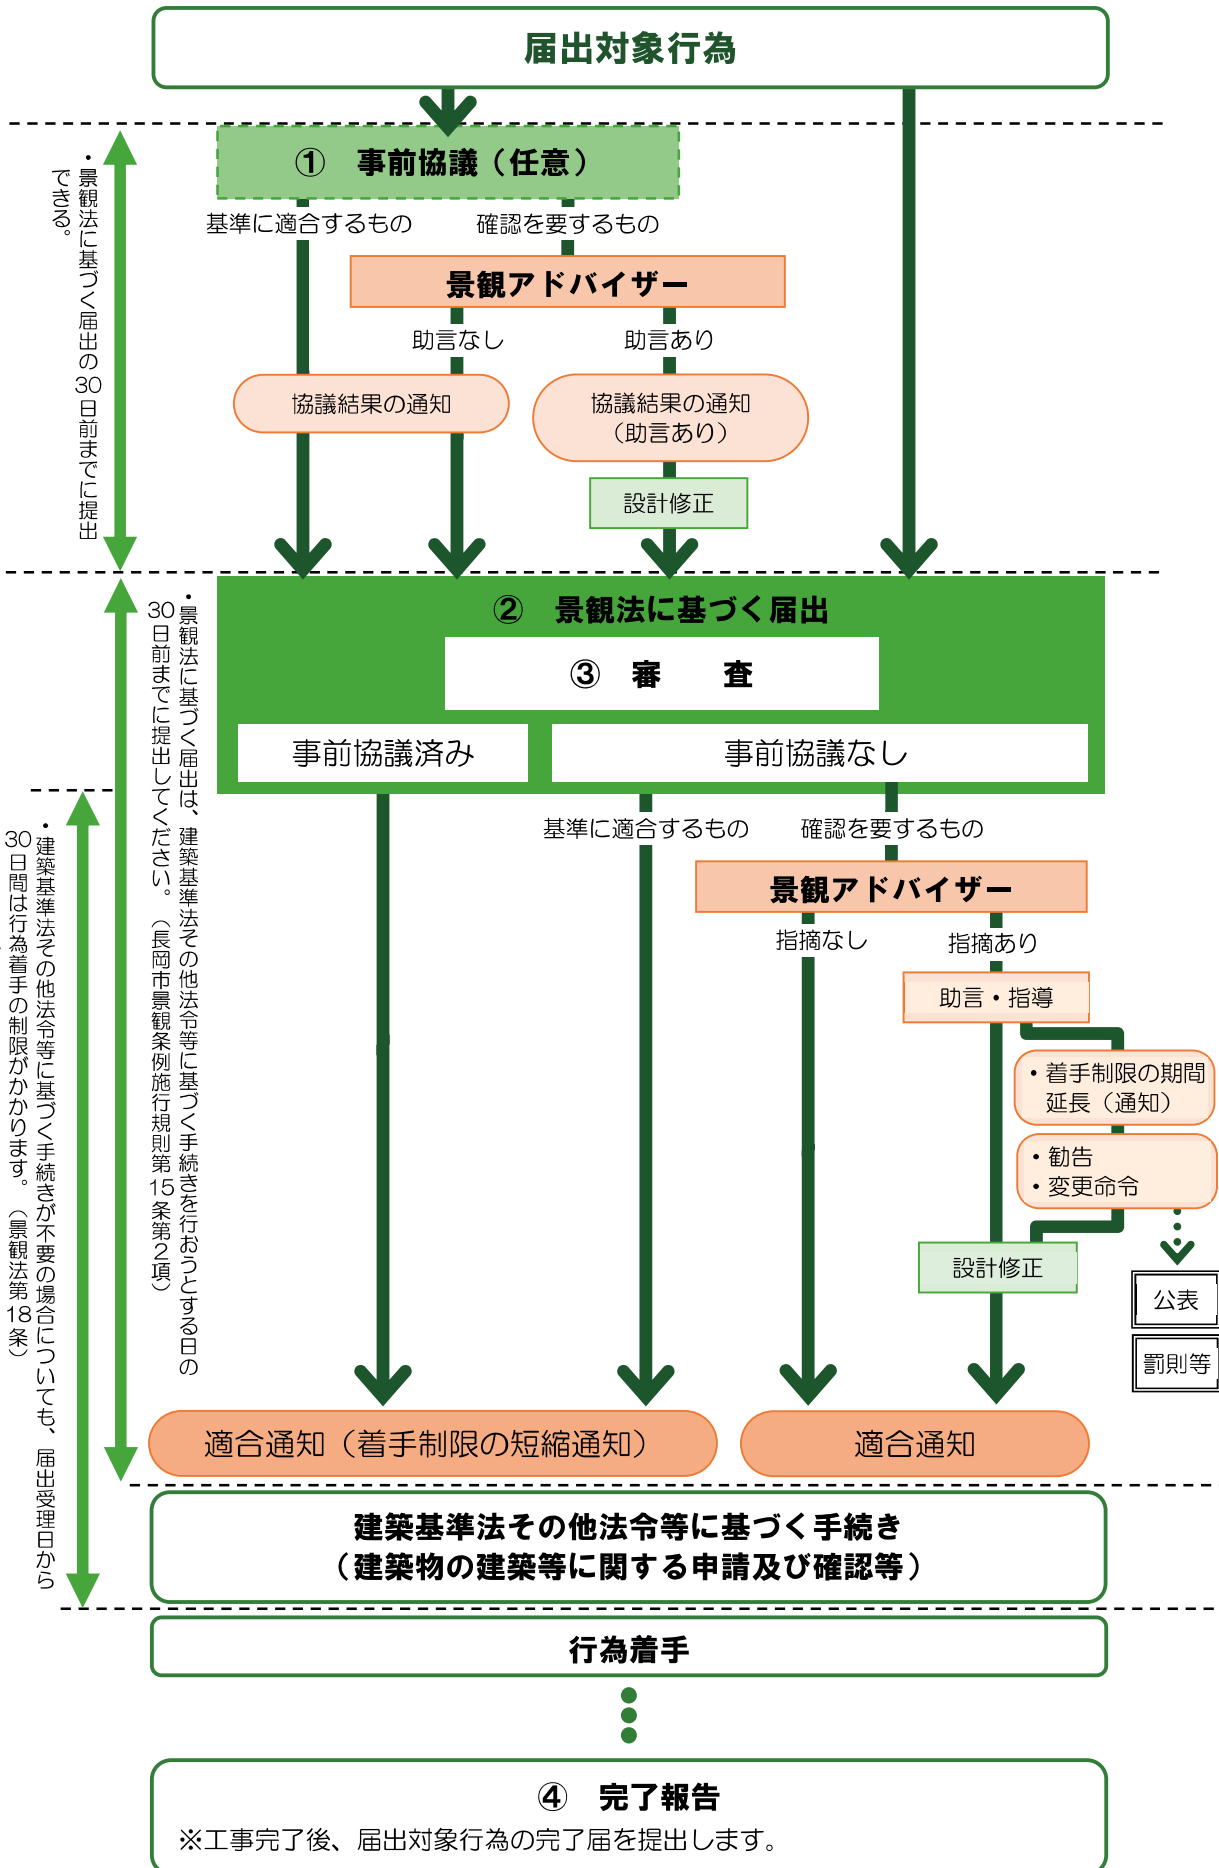 届出対象行為
① 事前協議（任意）
・景観法に基づく届出の30日前までに提出
できる。
基準に適合するもの
確認を要するもの
景観アドバイザー
助言なし
助言あり
協議結果の通知
協議結果の通知
（助言あり）
設計修正
② 景観法に基づく届出
③ 審　査
事前協議済み
事前協議なし
・景観法に基づく届出は、建築基準法その他法令等に基づく手続きを行おうとする日の
30日前までに提出してください。（長岡市景観条例施行規則第15条第2項）
・建築基準法その他法令等に基づく手続きが不要の場合についても、届出受理日から
30日間は行為着手の制限がかかります。（景観法第18条）
基準に適合するもの
確認を要するもの
景観アドバイザー
指摘なし
指摘あり
助言・指導
・着手制限の期間
延長（通知）
・勧告
・変更命令
設計修正
公表
罰則等
適合通知（着手制限の短縮通知）
適合通知
建築基準法その他法令等に基づく手続き
（建築物の建築等に関する申請及び確認等）
行為着手
④ 完了報告
※工事完了後、届出対象行為の完了届を提出します。